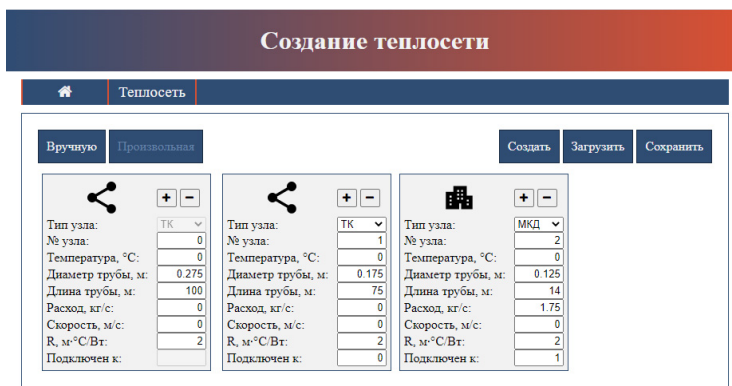 Создание теплосети
Теплосеть
Вручную Произвольная Создать Загрузить Сохранить
+ −
Тип узла: ТК
№ узла: 0
Температура, °C: 0
Диаметр трубы, м: 0.275
Длина трубы, м: 100
Расход, кг/с: 0
Скорость, м/с: 0
R, м·°C/Вт: 2
Подключен к:
+ −
Тип узла: ТК
№ узла: 1
Температура, °C: 0
Диаметр трубы, м: 0.175
Длина трубы, м: 75
Расход, кг/с: 0
Скорость, м/с: 0
R, м·°C/Вт: 2
Подключен к: 0
+ −
Тип узла: МКД
№ узла: 2
Температура, °C: 0
Диаметр трубы, м: 0.125
Длина трубы, м: 14
Расход, кг/с: 1.75
Скорость, м/с: 0
R, м·°C/Вт: 2
Подключен к: 1